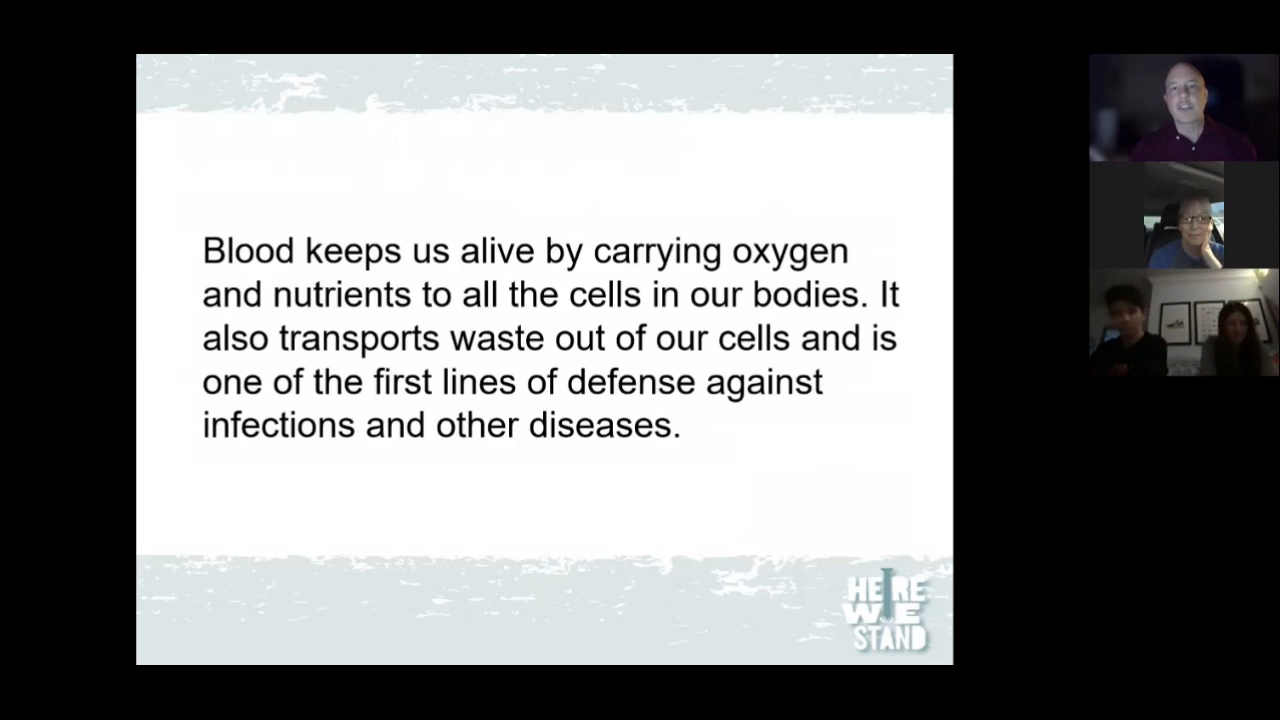 Blood keeps us alive by carrying oxygen
and nutrients to all the cells in our bodies. It
also transports waste out of our cells and is
one of the first lines of defense against
infections and other diseases.
HERE
WE
STAND